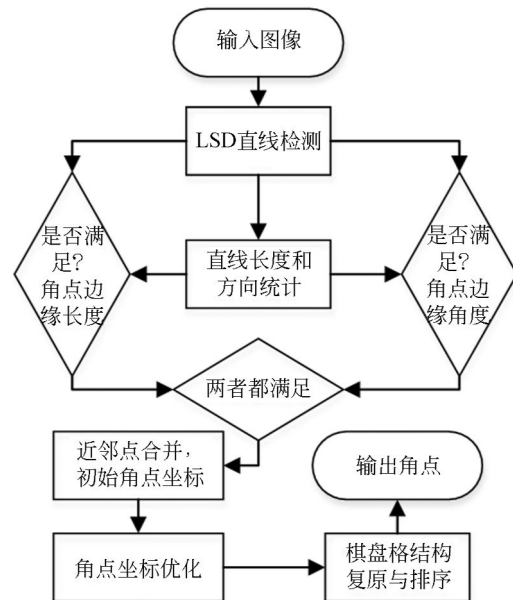 输入图像
LSD直线检测
是否满
足?
角点边
缘长度
直线长度和
方向统计
是否满
足?
角点边
缘角度
两者都满足
近邻点合并，
初始角点坐标
输出角点
角点坐标优化
棋盘格结构
复原与排序